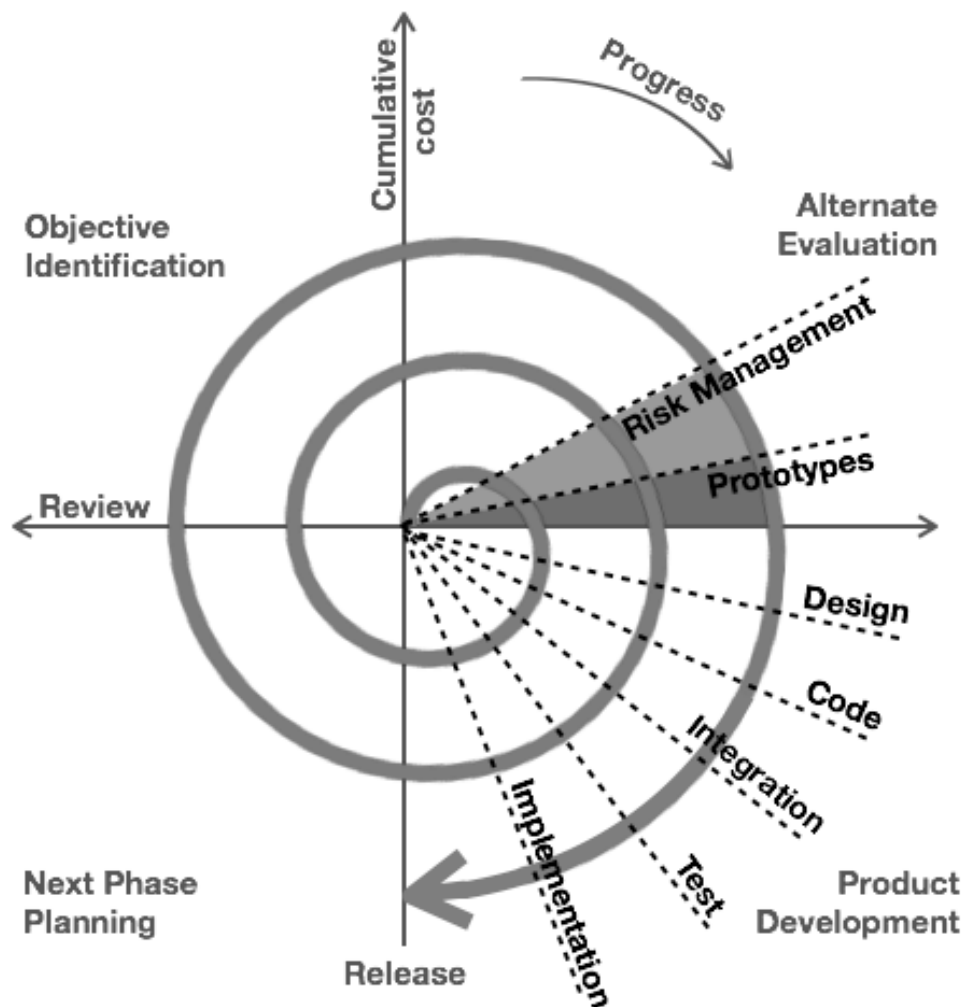 Cumulative
cost
Progress
Objective
Identification
Alternate
Evaluation
Risk Management
Prototypes
Review
Design
Code
Integration
Test
Implementation
Next Phase
Planning
Product
Development
Release